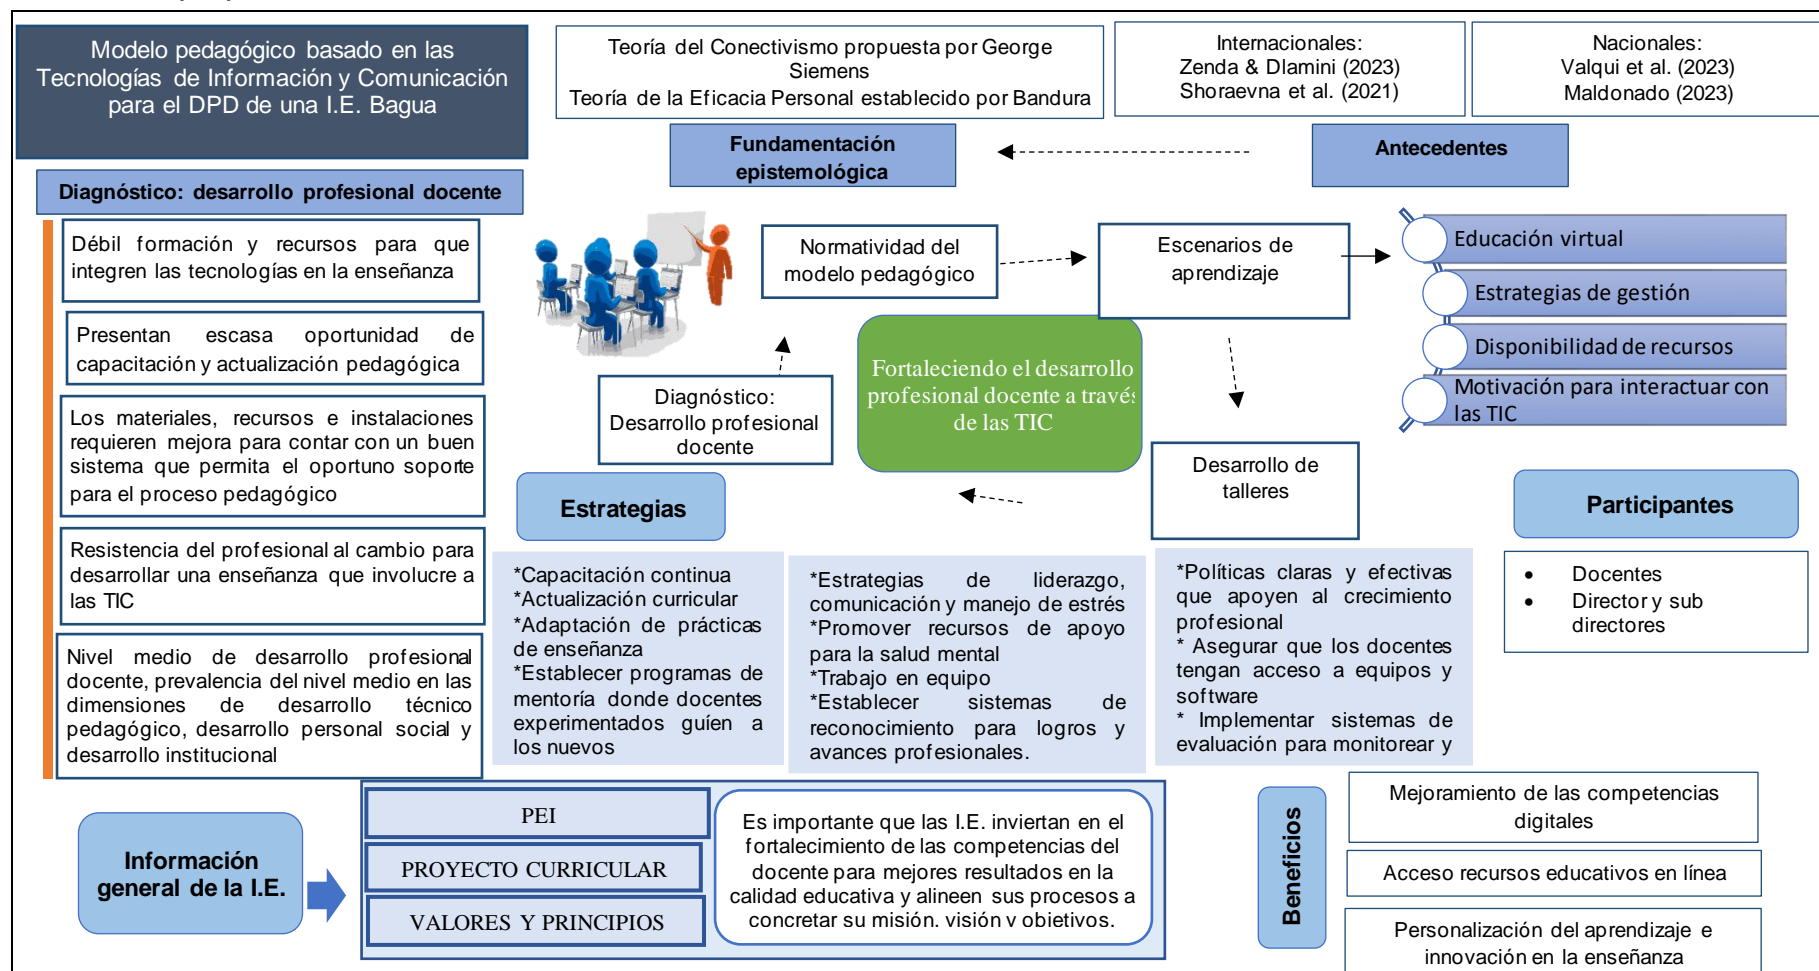 Modelo pedagógico basado en las
Tecnologías de Información y Comunicación
para el DPD de una I.E. Bagua
Teoría del Conectivismo propuesta por George
Siemens
Teoría de la Eficacia Personal establecido por Bandura
Internacionales:
Zenda & Dlamini (2023)
Shoraevna et al. (2021)
Nacionales:
Valqui et al. (2023)
Maldonado (2023)
Fundamentación
epistemológica
Antecedentes
Diagnóstico: desarrollo profesional docente
Débil formación y recursos para que
integren las tecnologías en la enseñanza
Presentan escasa oportunidad de
capacitación y actualización pedagógica
Los materiales, recursos e instalaciones
requieren mejora para contar con un buen
sistema que permita el oportuno soporte
para el proceso pedagógico
Resistencia del profesional al cambio para
desarrollar una enseñanza que involucre a
las TIC
Nivel medio de desarrollo profesional
docente, prevalencia del nivel medio en las
dimensiones de desarrollo técnico
pedagógico, desarrollo personal social y
desarrollo institucional
Normatividad del
modelo pedagógico
Escenarios de
aprendizaje
Educación virtual
Estrategias de gestión
Disponibilidad de recursos
Motivación para interactuar con
las TIC
Diagnóstico:
Desarrollo profesional
docente
Fortaleciendo el desarrollo
profesional docente a través
de las TIC
Desarrollo de
talleres
Estrategias
*Capacitación continua
*Actualización curricular
*Adaptación de prácticas
de enseñanza
*Establecer programas de
mentoría donde docentes
experimentados guíen a
los nuevos
*Estrategias de liderazgo,
comunicación y manejo de estrés
*Promover recursos de apoyo
para la salud mental
*Trabajo en equipo
*Establecer sistemas de
reconocimiento para logros y
avances profesionales.
*Políticas claras y efectivas
que apoyen al crecimiento
profesional
* Asegurar que los docentes
tengan acceso a equipos y
software
* Implementar sistemas de
evaluación para monitorear y
Participantes
• Docentes
• Director y sub
directores
Información
general de la I.E.
PEI
PROYECTO CURRICULAR
VALORES Y PRINCIPIOS
Es importante que las I.E. inviertan en el
fortalecimiento de las competencias del
docente para mejores resultados en la
calidad educativa y alineen sus procesos a
concretar su misión. visión y objetivos.
Beneficios
Mejoramiento de las competencias
digitales
Acceso recursos educativos en línea
Personalización del aprendizaje e
innovación en la enseñanza